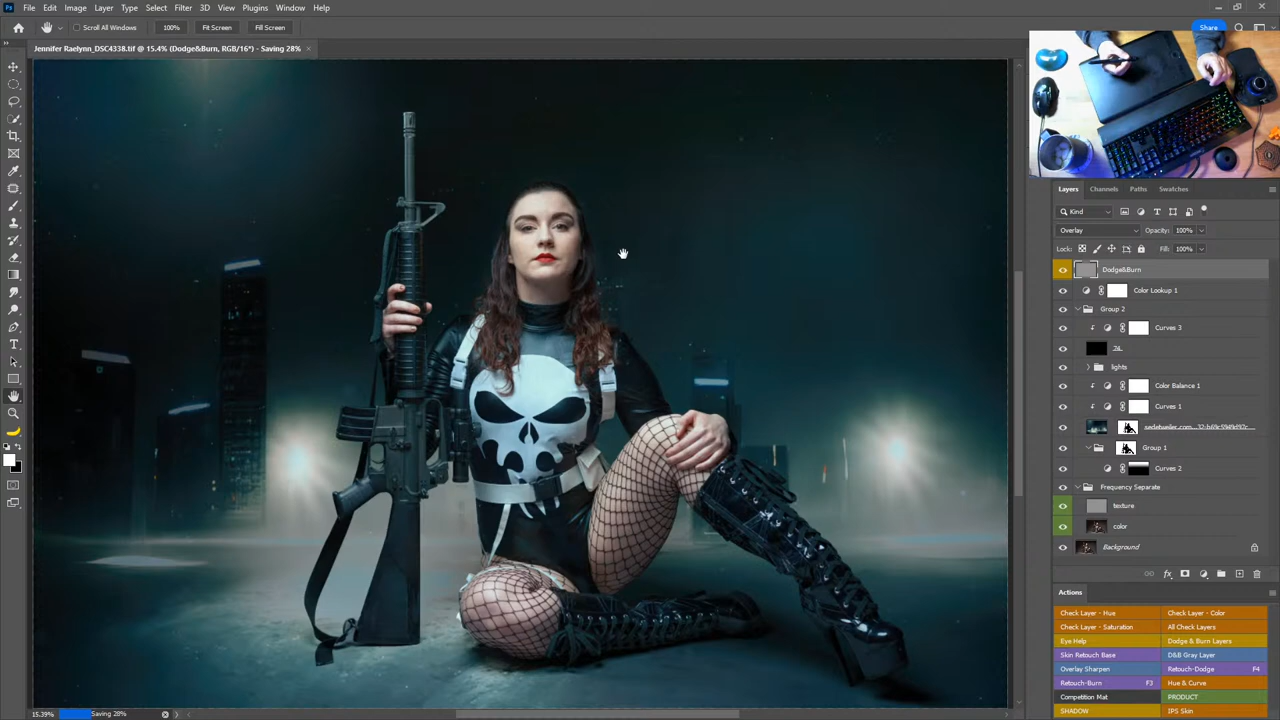 Ps File Edit Image Layer Type Select Filter 3D View Plugins Window Help
Scroll All Windows 100% Fit Screen Fill Screen Share
Jennifer Raelynn_DSC4338.tif @ 15.4% (Dodge&Burn, RGB/16*) - Saving 28% ×
Layers Channels Paths Swatches
Kind
Overlay Opacity: 100%
Lock: Fill: 100%
Dodge&Burn
Color Lookup 1
Group 2
Curves 3
lights
Color Balance 1
Curves 1
Group 1
Curves 2
Frequency Separate
texture
color
Background
fx
Actions
Check Layer - Hue Check Layer - Color
Check Layer - Saturation All Check Layers
Eye Help Dodge & Burn Layers
Skin Retouch Base D&B Gray Layer
Overlay Sharpen Retouch-Dodge F4
Retouch-Burn F3 Hue & Curve
Competition Mat PRODUCT
SHADOW IPS Skin
15.39% Saving 28%